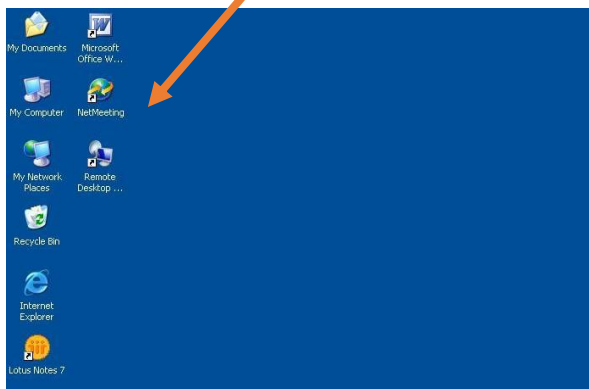 My Documents
Microsoft
Office W...
My Computer
NetMeeting
My Network
Places
Remote
Desktop ...
Recycle Bin
Internet
Explorer
Lotus Notes 7